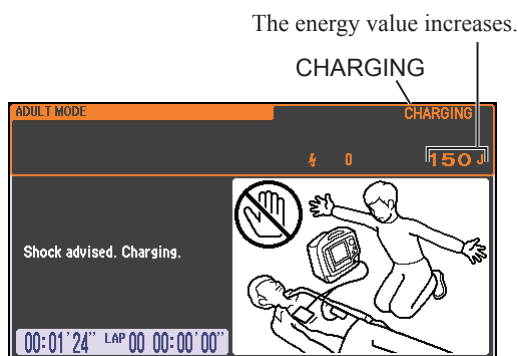 The energy value increases.
CHARGING
ADULT MODE
CHARGING
0
150 J
Shock advised. Charging.
00:01'24" LAP 00 00:00'00"